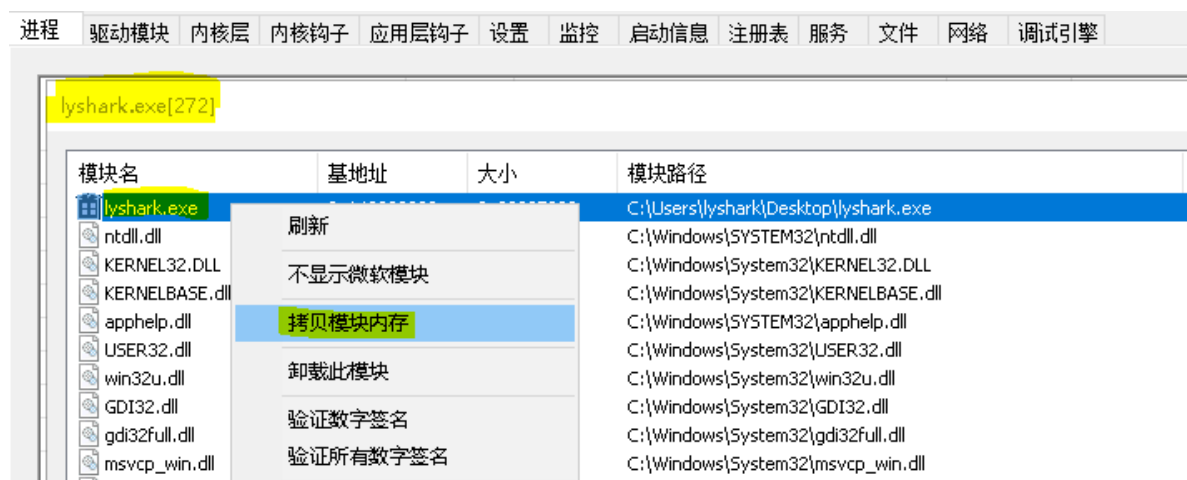 进程 驱动模块 内核层 内核钩子 应用层钩子 设置 监控 启动信息 注册表 服务 文件 网络 调试引擎
lyshark.exe[272]
模块名 基地址 大小 模块路径
lyshark.exe C:\Users\lyshark\Desktop\lyshark.exe
ntdll.dll C:\Windows\SYSTEM32\ntdll.dll
KERNEL32.DLL C:\Windows\System32\KERNEL32.DLL
KERNELBASE.dll C:\Windows\System32\KERNELBASE.dll
apphelp.dll C:\Windows\SYSTEM32\apphelp.dll
USER32.dll C:\Windows\System32\USER32.dll
win32u.dll C:\Windows\System32\win32u.dll
GDI32.dll C:\Windows\System32\GDI32.dll
gdi32full.dll C:\Windows\System32\gdi32full.dll
msvcp_win.dll C:\Windows\System32\msvcp_win.dll
刷新
不显示微软模块
拷贝模块内存
卸载此模块
验证数字签名
验证所有数字签名